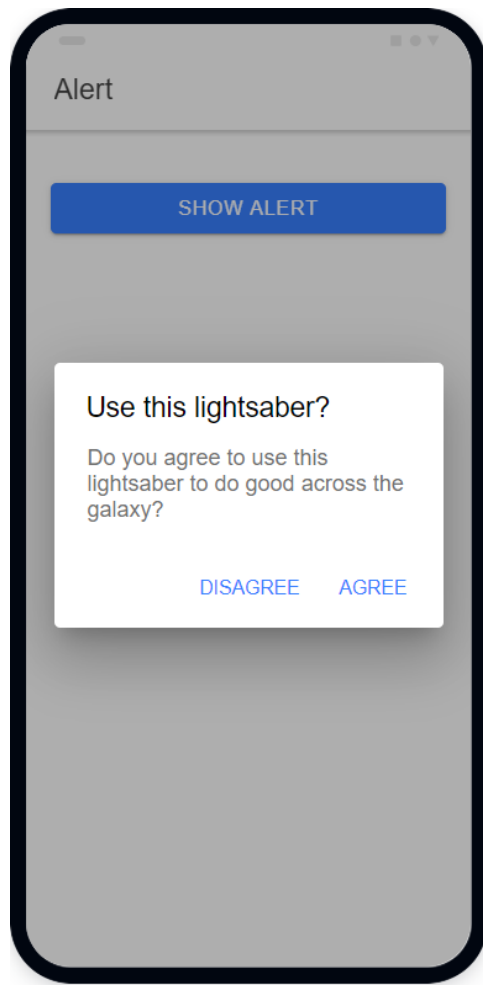 Alert
SHOW ALERT
Use this lightsaber?
Do you agree to use this
lightsaber to do good across the
galaxy?
DISAGREE AGREE